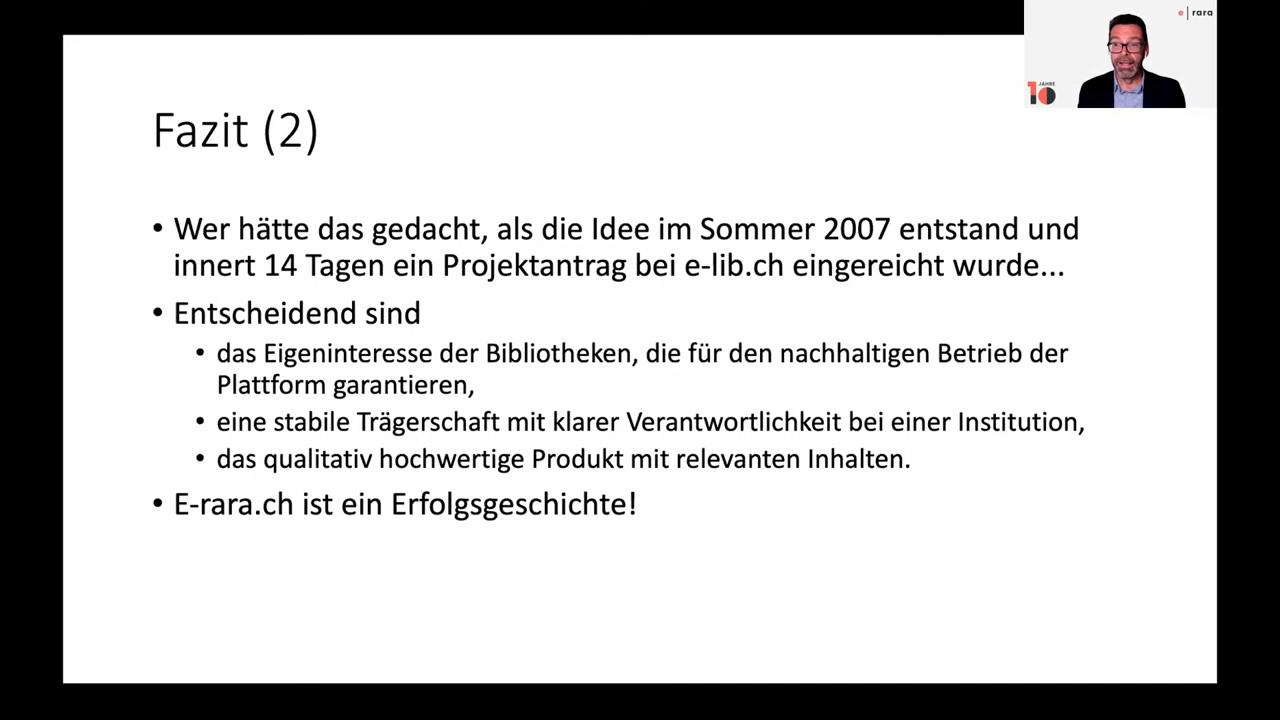 e | rara
10 JAHRE
Fazit (2)
• Wer hätte das gedacht, als die Idee im Sommer 2007 entstand und
innert 14 Tagen ein Projektantrag bei e-lib.ch eingereicht wurde...
• Entscheidend sind
• das Eigeninteresse der Bibliotheken, die für den nachhaltigen Betrieb der
Plattform garantieren,
• eine stabile Trägerschaft mit klarer Verantwortlichkeit bei einer Institution,
• das qualitativ hochwertige Produkt mit relevanten Inhalten.
• E-rara.ch ist ein Erfolgsgeschichte!